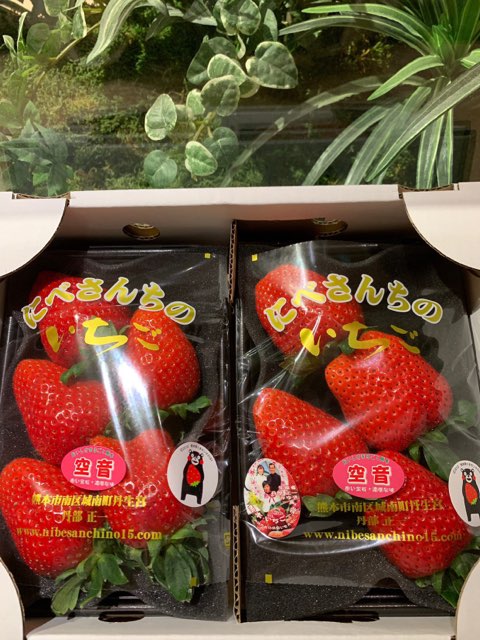 にべさんちの
いちご
空音
熊本市南区城南町丹生宮
丹部 正一
www.nibesanchino15.com
にべさんちの
いちご
空音
熊本市南区城南町丹生宮
丹部 正一
www.nibesanchino15.com